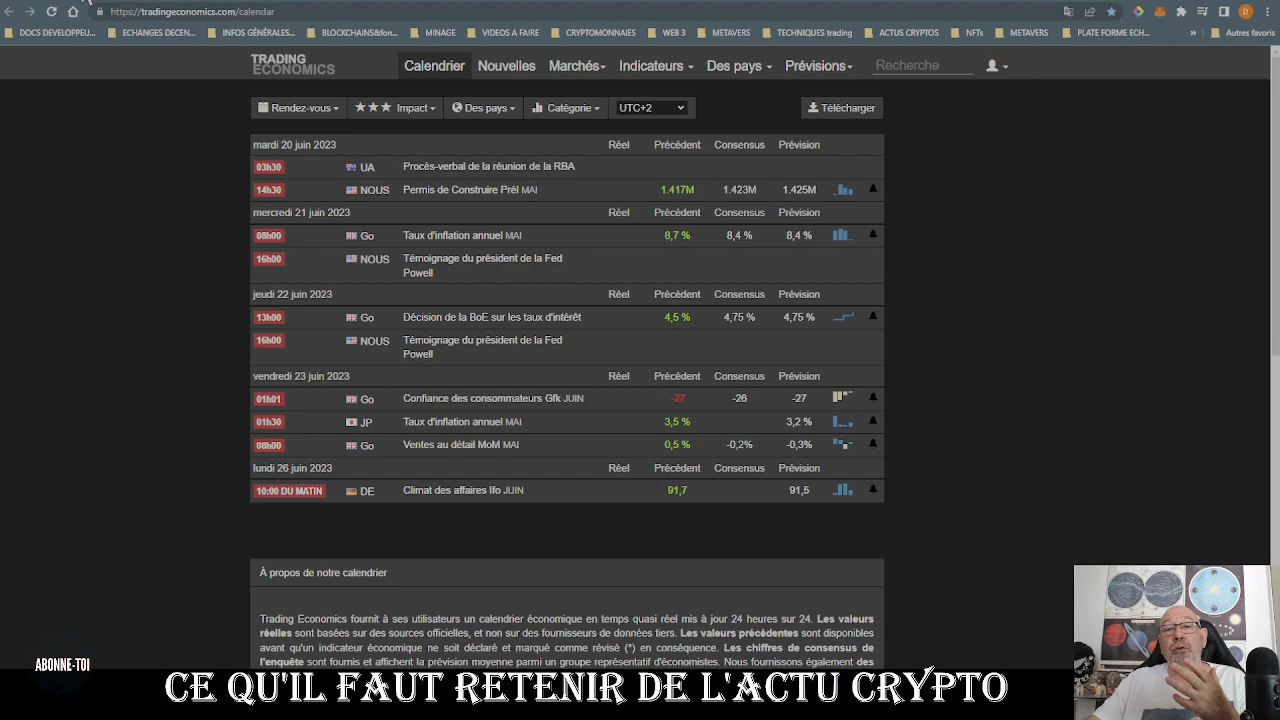 https://tradingeconomics.com/calendar
DOCS DEVELOPPEU... ECHANGES DECEN... INFOS GÉNÉRALES... BLOCKCHAINS&fon... MINAGE VIDEOS A FAIRE CRYPTOMONNAIES WEB 3 METAVERS TECHNIQUES trading ACTUS CRYPTOS NFTs METAVERS PLATE FORME ECH... » Autres favoris
TRADING
ECONOMICS
Calendrier Nouvelles Marchés Indicateurs Des pays Prévisions Recherche
Rendez-vous Impact Des pays Catégorie UTC+2 Télécharger
mardi 20 juin 2023 Réel Précédent Consensus Prévision
03h30 UA Procès-verbal de la réunion de la RBA
14h30 NOUS Permis de Construire Prél MAI 1.417M 1.423M 1.425M
mercredi 21 juin 2023 Réel Précédent Consensus Prévision
08h00 Go Taux d'inflation annuel MAI 8,7 % 8,4 % 8,4 %
16h00 NOUS Témoignage du président de la Fed
Powell
jeudi 22 juin 2023 Réel Précédent Consensus Prévision
13h00 Go Décision de la BoE sur les taux d'intérêt 4,5 % 4,75 % 4,75 %
16h00 NOUS Témoignage du président de la Fed
Powell
vendredi 23 juin 2023 Réel Précédent Consensus Prévision
01h01 Go Confiance des consommateurs Gfk JUIN -27 -26 -27
01h30 JP Taux d'inflation annuel MAI 3,5 % 3,2 %
08h00 Go Ventes au détail MoM MAI 0,5 % -0,2% -0,3%
lundi 26 juin 2023 Réel Précédent Consensus Prévision
10:00 DU MATIN DE Climat des affaires Ifo JUIN 91,7 91,5
À propos de notre calendrier
Trading Economics fournit à ses utilisateurs un calendrier économique en temps quasi réel mis à jour 24 heures sur 24. Les valeurs
réelles sont basées sur des sources officielles, et non sur des fournisseurs de données tiers. Les valeurs précédentes sont disponibles
avant qu'un indicateur économique ne soit déclaré et marqué comme révisé (*) en conséquence. Les chiffres de consensus de
l'enquête sont fournis et affichent la prévision moyenne parmi un groupe représentatif d'économistes. Nous fournissons également des
ABONNE-TOI
CE QU'IL FAUT RETENIR DE L'ACTU CRYPTO